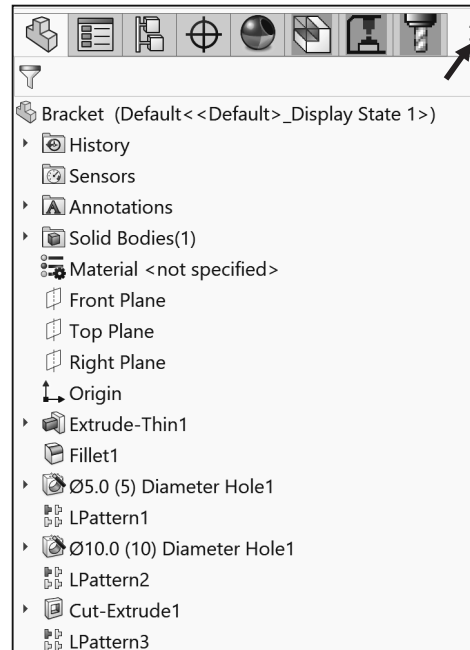 Bracket (Default<<Default>_Display State 1>)
History
Sensors
Annotations
Solid Bodies(1)
Material <not specified>
Front Plane
Top Plane
Right Plane
Origin
Extrude-Thin1
Fillet1
Ø5.0 (5) Diameter Hole1
LPattern1
Ø10.0 (10) Diameter Hole1
LPattern2
Cut-Extrude1
LPattern3